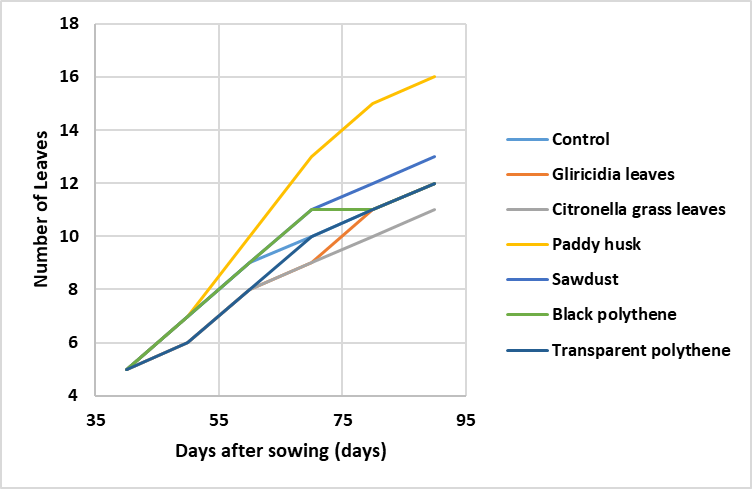 18
16
14
12
10
8
6
4
Number of Leaves
35 55 75 95
Days after sowing (days)
Control
Gliricidia leaves
Citronella grass leaves
Paddy husk
Sawdust
Black polythene
Transparent polythene